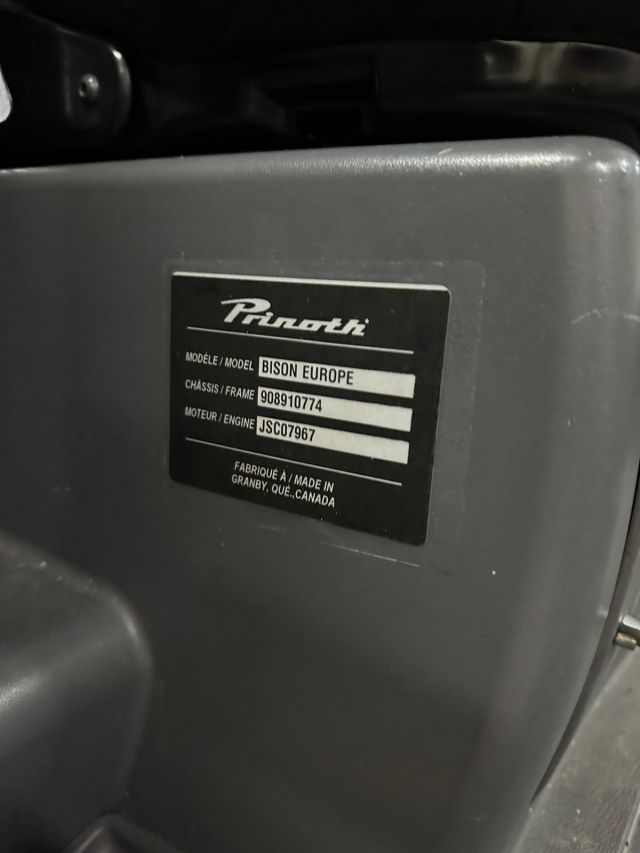 Prinoth
MODÈLE / MODEL BISON EUROPE
CHÂSSIS / FRAME 908910774
MOTEUR / ENGINE JSC07967
FABRIQUÉ À / MADE IN
GRANBY, QUÉ., CANADA